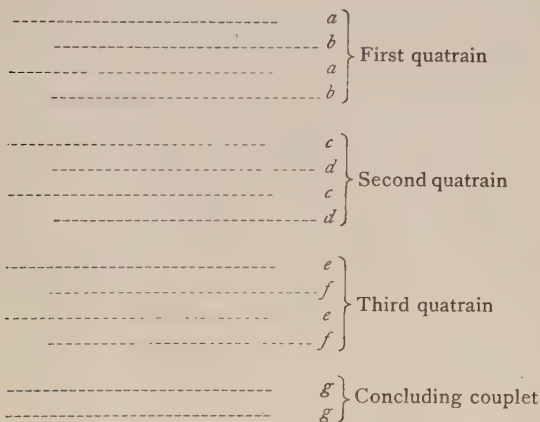 a
b
First quatrain
a
b
c
d
Second quatrain
c
d
e
f
Third quatrain
e
f
g
Concluding couplet
g